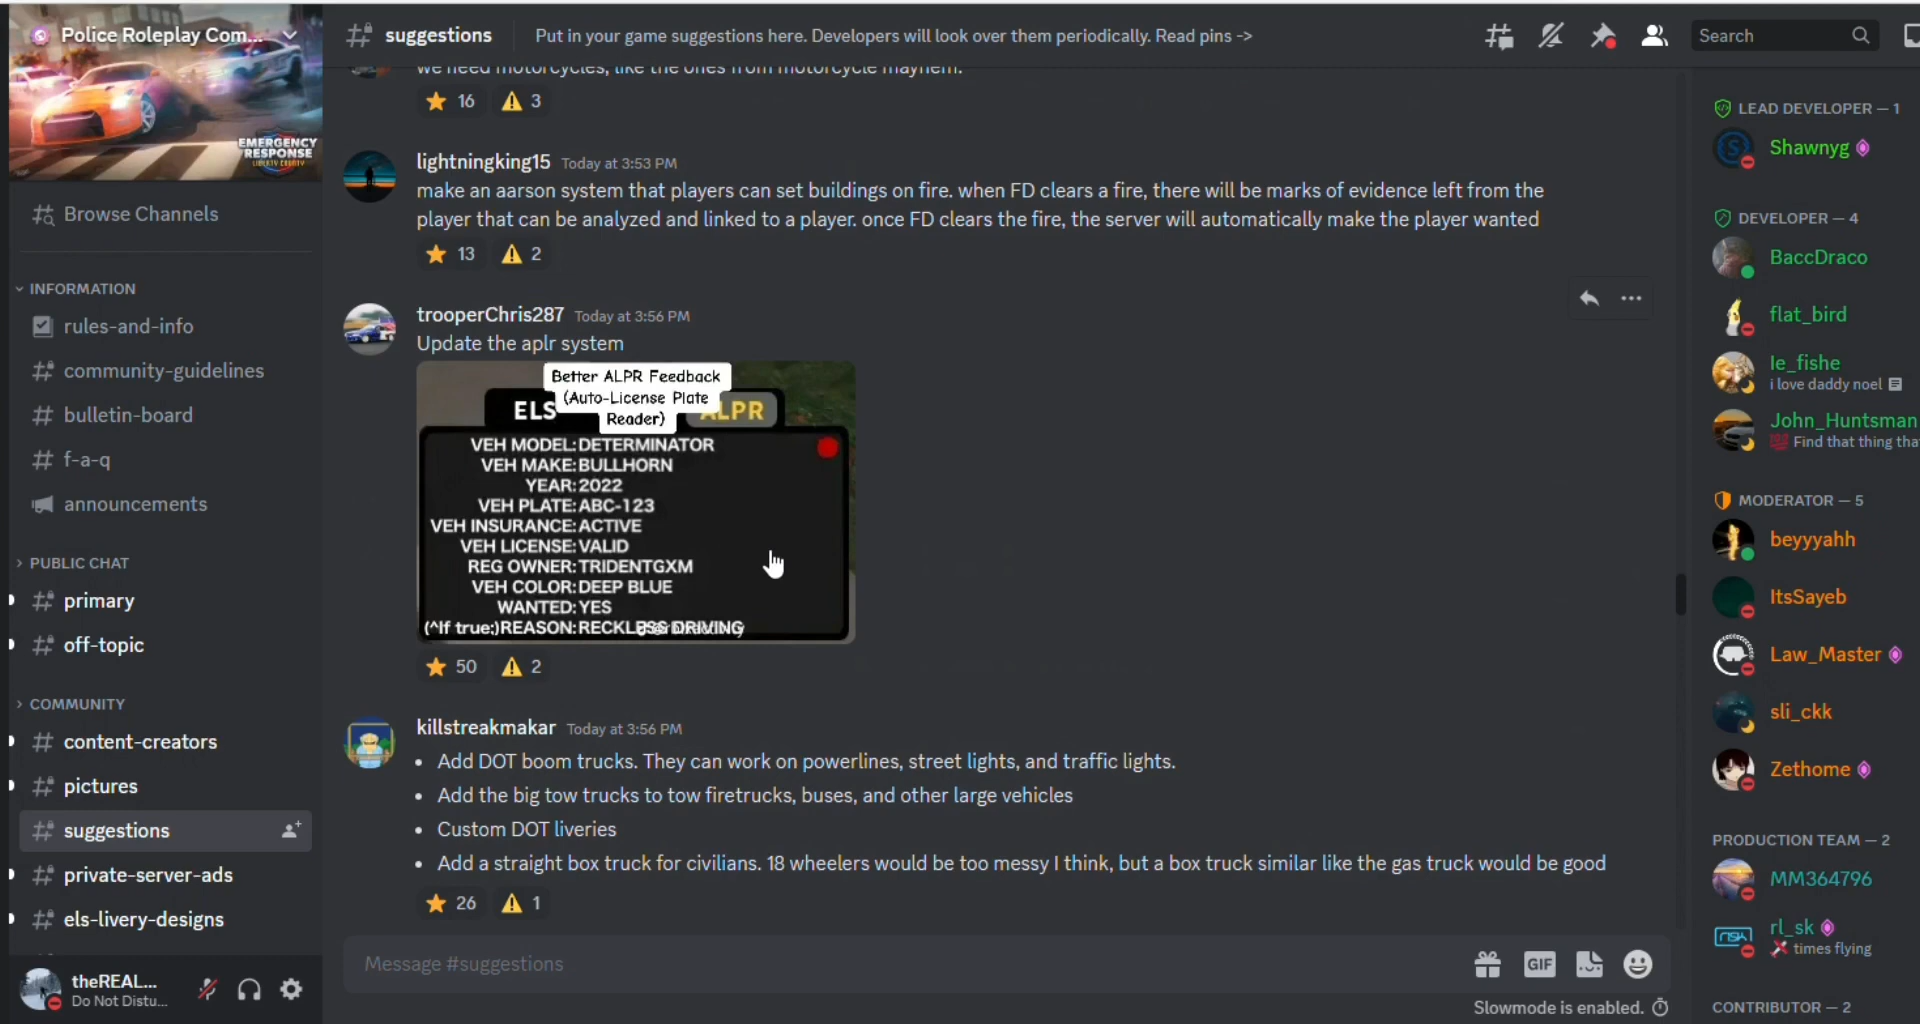 Police Roleplay Com...
EMERGENCY
RESPONSE
LIBERTY COUNTY
Browse Channels
INFORMATION
rules-and-info
community-guidelines
bulletin-board
f-a-q
announcements
PUBLIC CHAT
primary
off-topic
COMMUNITY
content-creators
pictures
suggestions
private-server-ads
els-livery-designs
theREAL...
Do Not Distu...
suggestions
Put in your game suggestions here. Developers will look over them periodically. Read pins ->
Search
we need motorcycles, like the ones from motorcycle mayhem.
16 3
lightningking15 Today at 3:53 PM
make an aarson system that players can set buildings on fire. when FD clears a fire, there will be marks of evidence left from the
player that can be analyzed and linked to a player. once FD clears the fire, the server will automatically make the player wanted
13 2
trooperChris287 Today at 3:56 PM
Update the aplr system
Better ALPR Feedback
(Auto-License Plate
Reader)
ELS ALPR
VEH MODEL:DETERMINATOR
VEH MAKE:BULLHORN
YEAR:2022
VEH PLATE:ABC-123
VEH INSURANCE:ACTIVE
VEH LICENSE:VALID
REG OWNER:TRIDENTGXM
VEH COLOR:DEEP BLUE
WANTED:YES
(^If true:)REASON:RECKLESS DRIVING
50 2
killstreakmakar Today at 3:56 PM
• Add DOT boom trucks. They can work on powerlines, street lights, and traffic lights.
• Add the big tow trucks to tow firetrucks, buses, and other large vehicles
• Custom DOT liveries
• Add a straight box truck for civilians. 18 wheelers would be too messy I think, but a box truck similar like the gas truck would be good
26 1
Message #suggestions
GIF
Slowmode is enabled.
LEAD DEVELOPER — 1
Shawnyg
DEVELOPER — 4
BaccDraco
flat_bird
le_fishe
i love daddy noel
John_Huntsman
Find that thing tha
MODERATOR — 5
beyyyahh
ItsSayeb
Law_Master
sli_ckk
Zethome
PRODUCTION TEAM — 2
MM364796
rl_sk
times flying
CONTRIBUTOR — 2